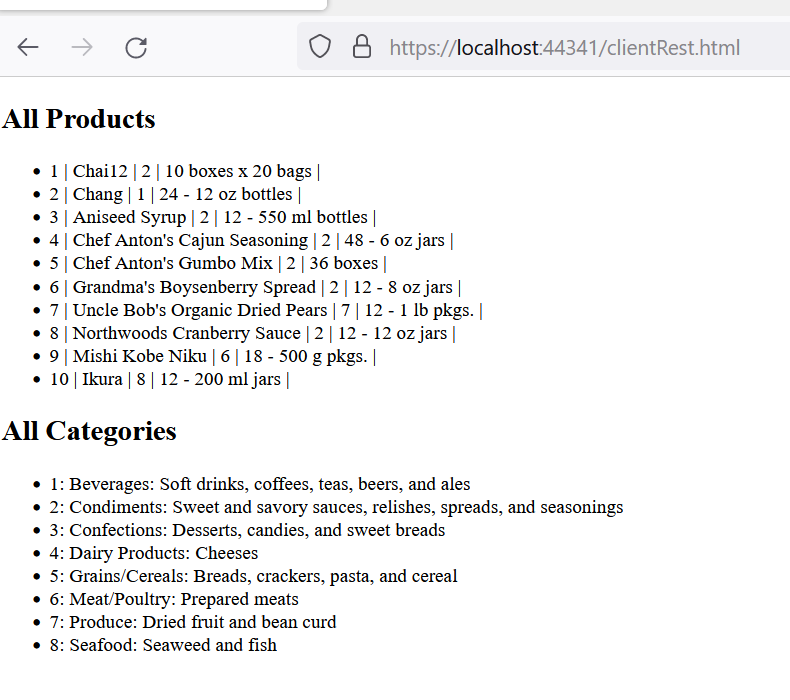 https://localhost:44341/clientRest.html
All Products
• 1 | Chai12 | 2 | 10 boxes x 20 bags |
• 2 | Chang | 1 | 24 - 12 oz bottles |
• 3 | Aniseed Syrup | 2 | 12 - 550 ml bottles |
• 4 | Chef Anton's Cajun Seasoning | 2 | 48 - 6 oz jars |
• 5 | Chef Anton's Gumbo Mix | 2 | 36 boxes |
• 6 | Grandma's Boysenberry Spread | 2 | 12 - 8 oz jars |
• 7 | Uncle Bob's Organic Dried Pears | 7 | 12 - 1 lb pkgs. |
• 8 | Northwoods Cranberry Sauce | 2 | 12 - 12 oz jars |
• 9 | Mishi Kobe Niku | 6 | 18 - 500 g pkgs. |
• 10 | Ikura | 8 | 12 - 200 ml jars |
All Categories
• 1: Beverages: Soft drinks, coffees, teas, beers, and ales
• 2: Condiments: Sweet and savory sauces, relishes, spreads, and seasonings
• 3: Confections: Desserts, candies, and sweet breads
• 4: Dairy Products: Cheeses
• 5: Grains/Cereals: Breads, crackers, pasta, and cereal
• 6: Meat/Poultry: Prepared meats
• 7: Produce: Dried fruit and bean curd
• 8: Seafood: Seaweed and fish